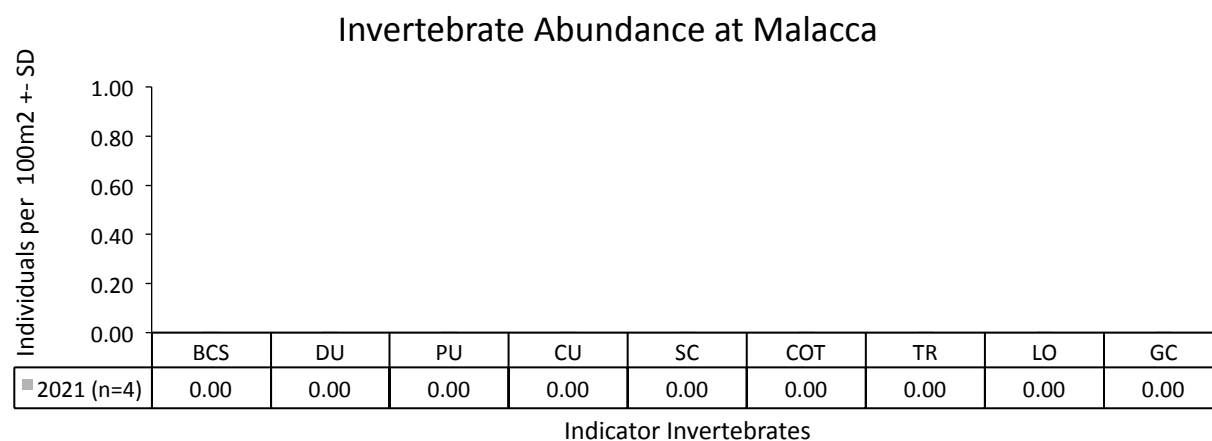 Invertebrate Abundance at Malacca
Individuals per 100m2 +- SD
1.00
0.80
0.60
0.40
0.20
0.00
BCS DU PU CU SC COT TR LO GC
2021 (n=4) 0.00 0.00 0.00 0.00 0.00 0.00 0.00 0.00 0.00
Indicator Invertebrates